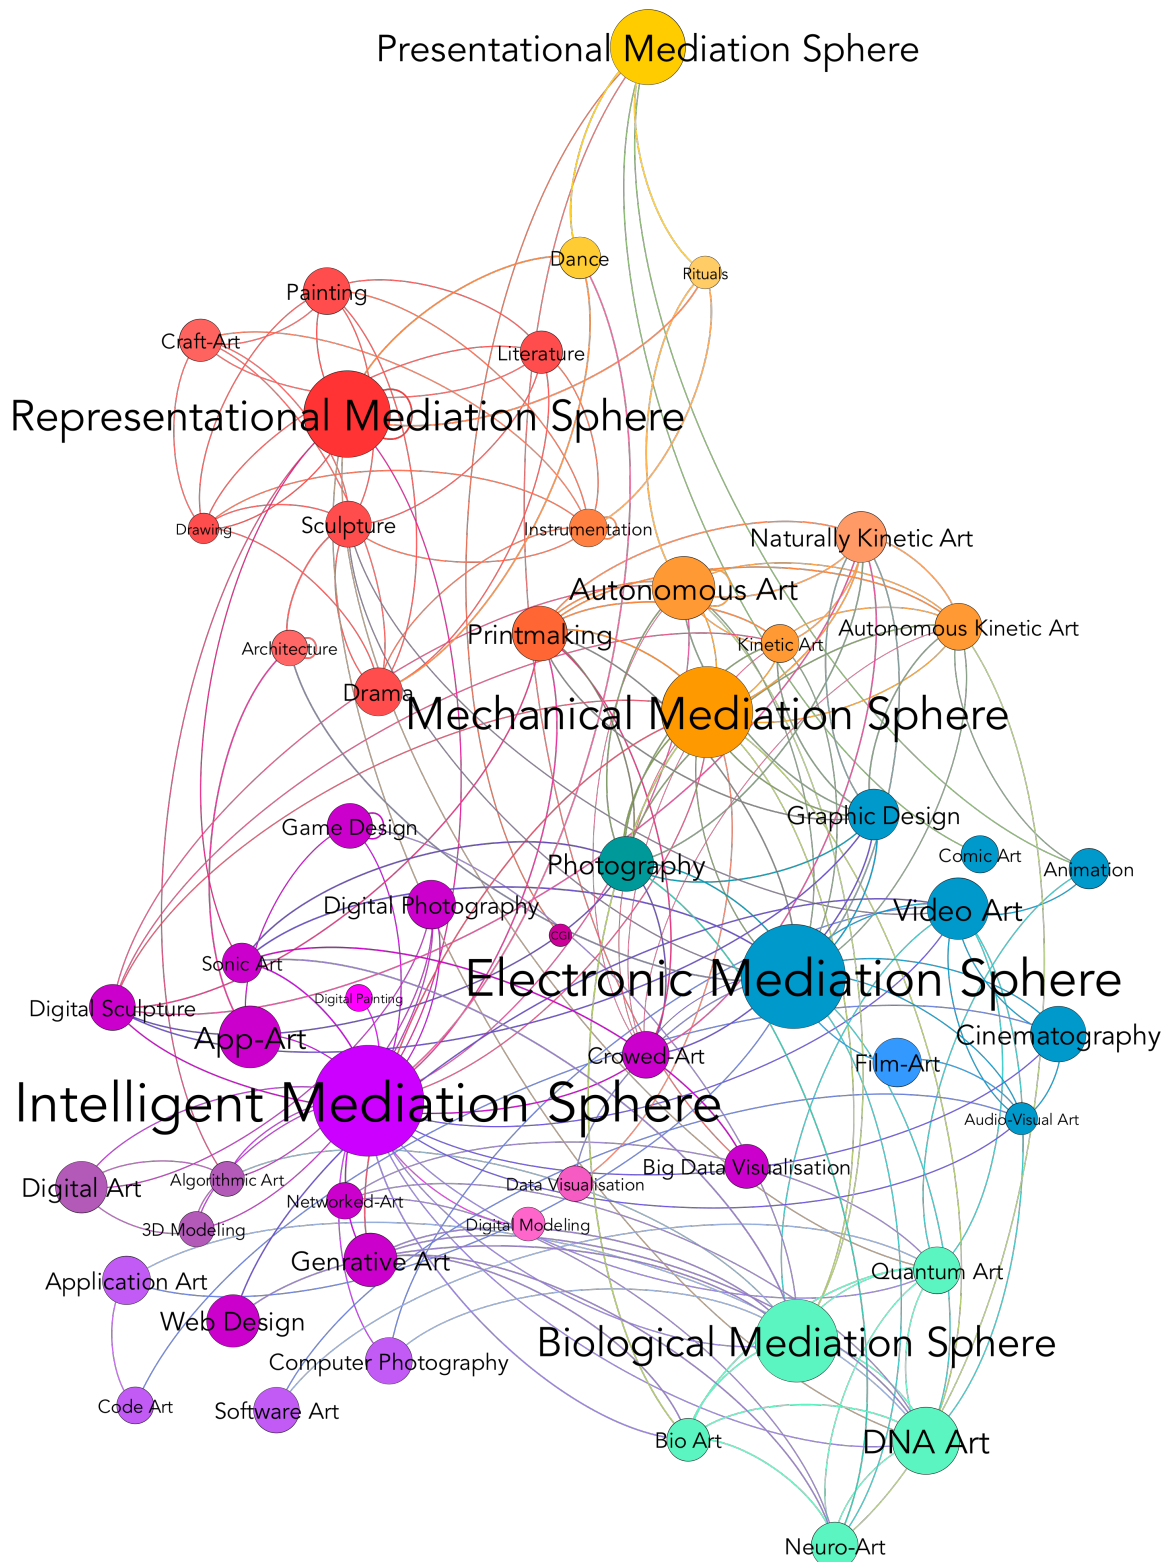 Presentational Mediation Sphere
Dance
Rituals
Painting
Craft-Art
Literature
Representational Mediation Sphere
Drawing
Sculpture
Instrumentation
Naturally Kinetic Art
Autonomous Art
Printmaking
Autonomous Kinetic Art
Kinetic Art
Architecture
Drama
Mechanical Mediation Sphere
Game Design
Graphic Design
Photography
Comic Art
Animation
Digital Photography
Video Art
CGI
Sonic Art
Electronic Mediation Sphere
Digital Painting
Digital Sculpture
App-Art
Cinematography
Crowed-Art
Film-Art
Intelligent Mediation Sphere
Audio-Visual Art
Big Data Visualisation
Algorithmic Art
Data Visualisation
Digital Art
Networked-Art
Digital Modeling
3D Modeling
Genrative Art
Quantum Art
Application Art
Web Design
Biological Mediation Sphere
Computer Photography
Code Art
Software Art
Bio Art
DNA Art
Neuro-Art